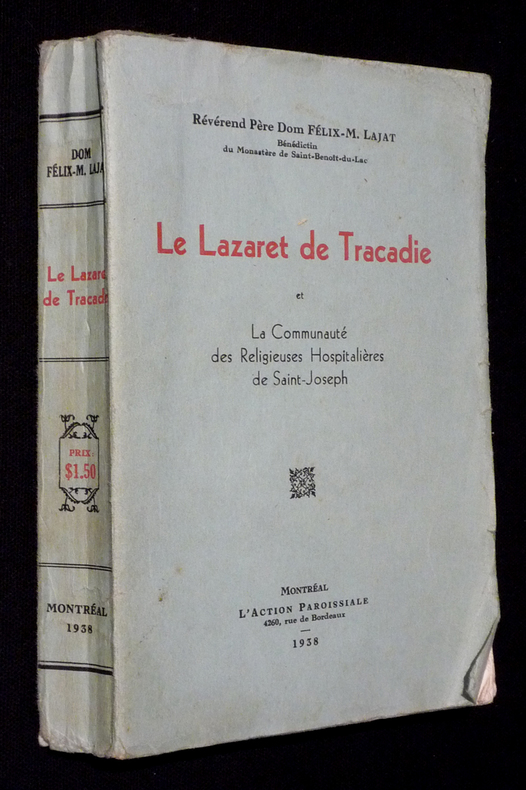 DOM
FÉLIX-M. LAJA
Le Lazare
de Tracad
PRIX:
$1.50
MONTRÉAL
1938
Révérend Père Dom FÉLIX-M. LAJAT
Bénédictin
du Monastère de Saint-Benoît-du-Lac
Le Lazaret de Tracadie
et
La Communauté
des Religieuses Hospitalières
de Saint-Joseph
MONTRÉAL
L'ACTION PAROISSIALE
4260, rue de Bordeaux
1938